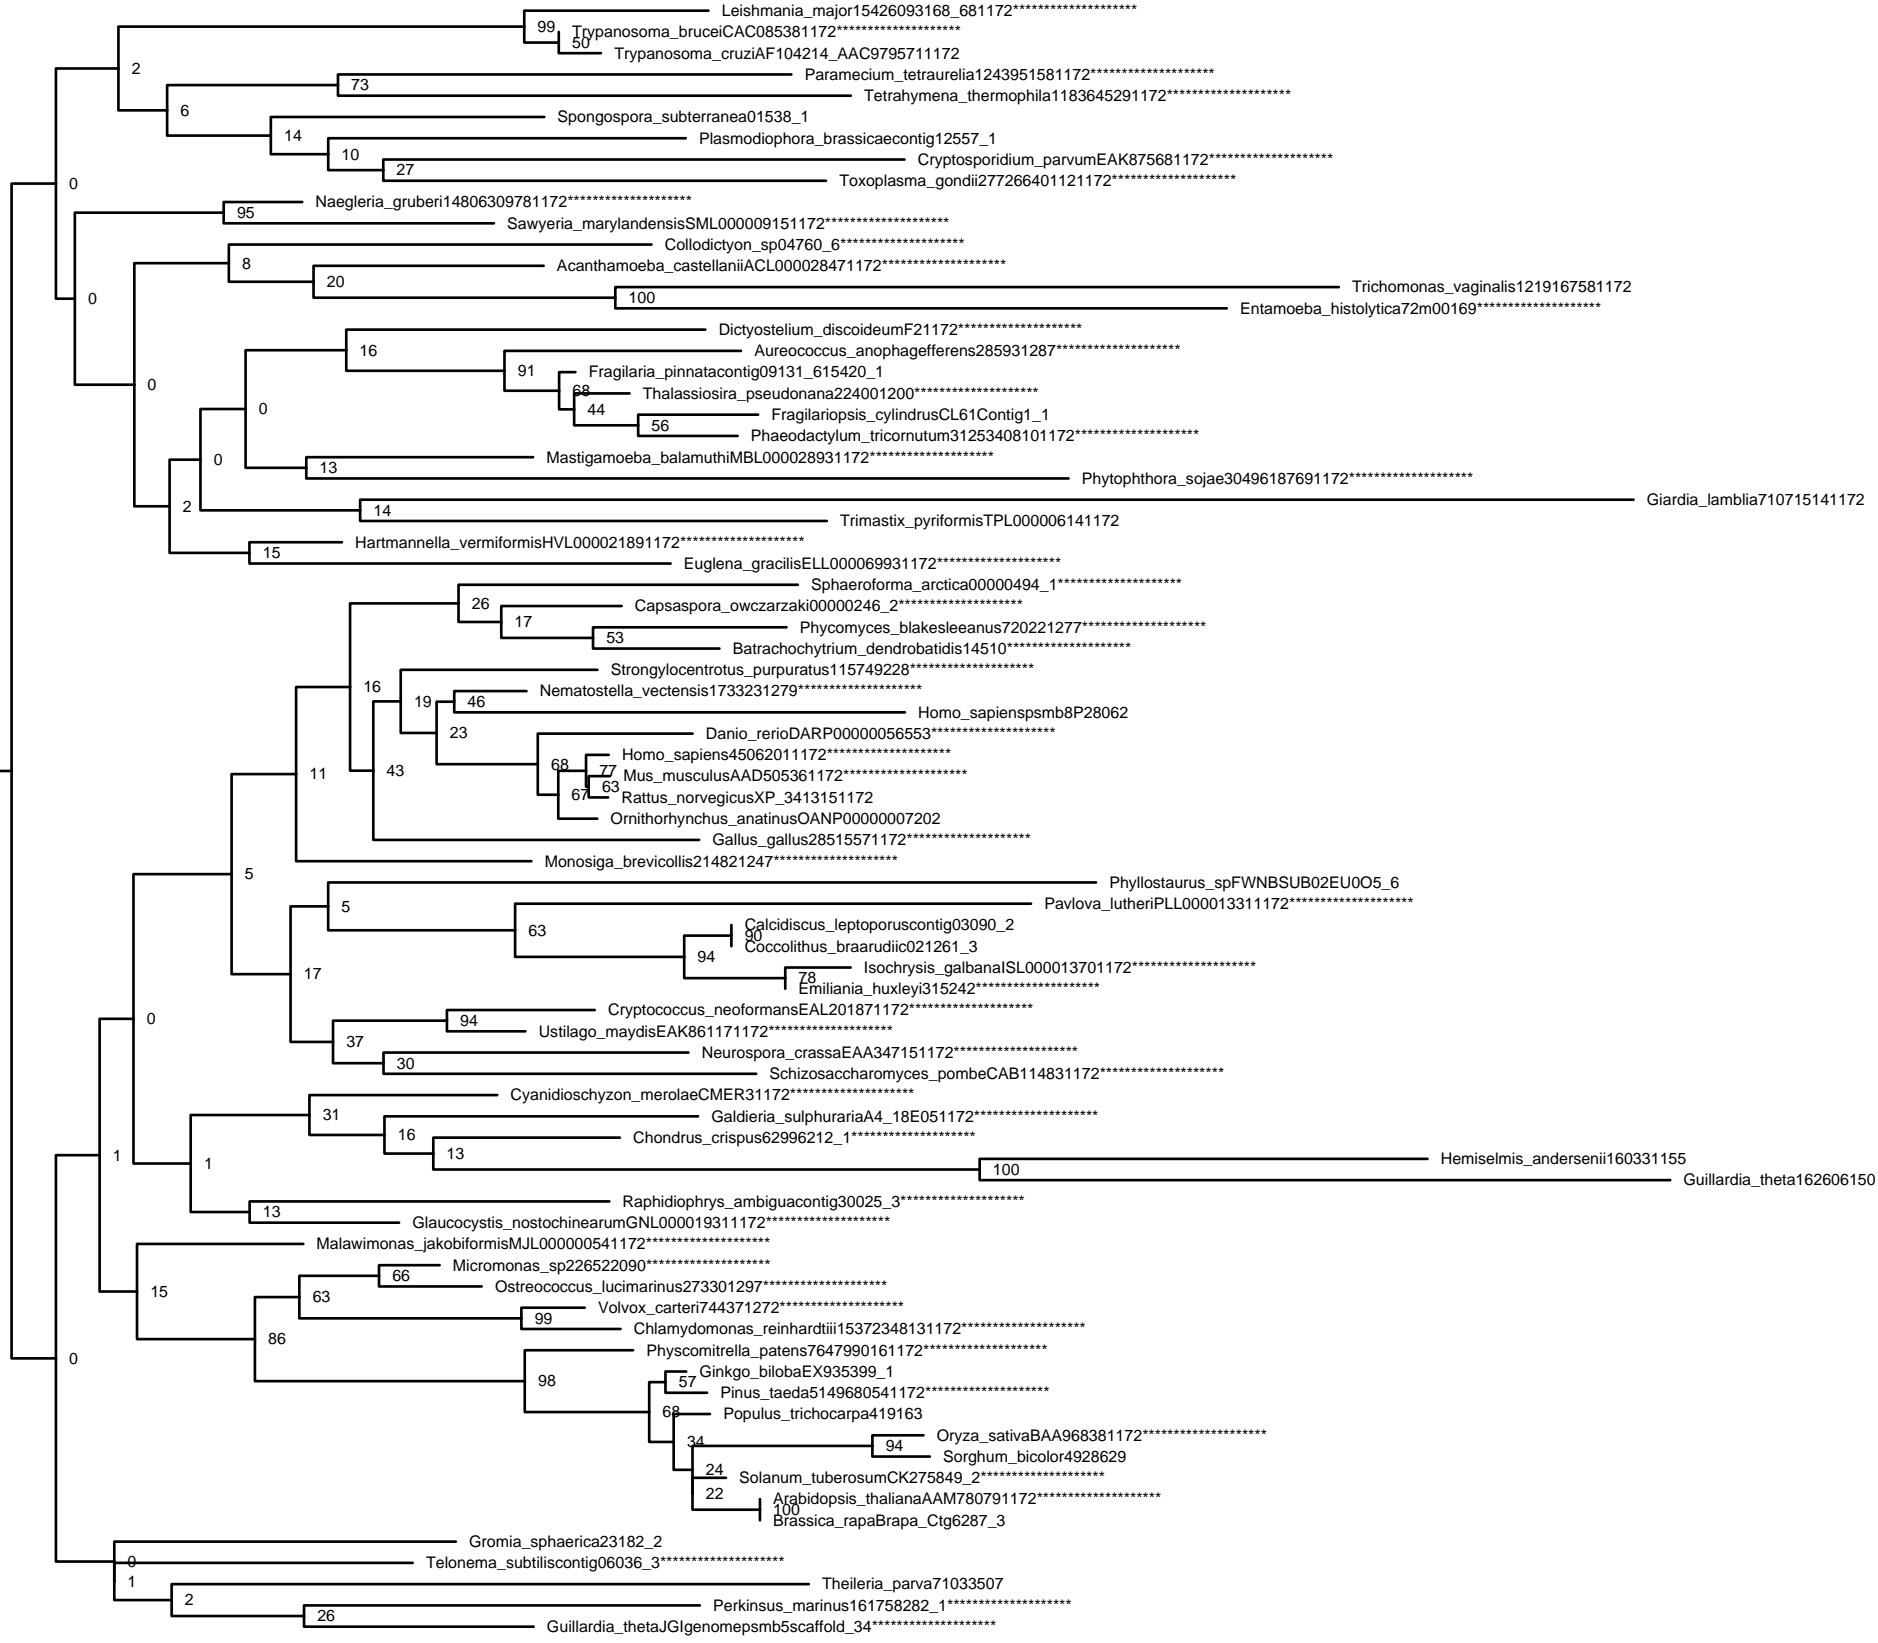 Leishmania_major15426093168_681172********************
99
Trypanosoma_bruceiCAC085381172********************
50
Trypanosoma_cruziAF104214_AAC9795711172
2
Paramecium_tetraurelia1243951581172********************
73
Tetrahymena_thermophila1183645291172********************
6
Spongospora_subterranea01538_1
14
Plasmodiophora_brassicaecontig12557_1
10
Cryptosporidium_parvumEAK875681172********************
27
Toxoplasma_gondii277266401121172********************
0
Naegleria_gruberi14806309781172********************
95
Sawyeria_marylandensisSML000009151172********************
Collodictyon_sp04760_6********************
8
Acanthamoeba_castellaniiACL000028471172********************
20
Trichomonas_vaginalis1219167581172
0
100
Entamoeba_histolytica72m00169********************
Dictyostelium_discoideumF21172********************
16
Aureococcus_anophagefferens285931287********************
91
Fragilaria_pinnatacontig09131_615420_1
0
68
Thalassiosira_pseudonana224001200********************
0
44
Fragilariopsis_cylindrusCL61Contig1_1
56
Phaeodactylum_tricornutum31253408101172********************
0
Mastigamoeba_balamuthiMBL000028931172********************
13
Phytophthora_sojae30496187691172********************
2
Giardia_lamblia710715141172
14
Trimastix_pyriformisTPL000006141172
Hartmannella_vermiformisHVL000021891172********************
15
Euglena_gracilisELL000069931172********************
Sphaeroforma_arctica00000494_1********************
26
Capsaspora_owczarzaki00000246_2********************
17
Phycomyces_blakesleeanus720221277********************
53
Batrachochytrium_dendrobatidis14510********************
Strongylocentrotus_purpuratus115749228********************
16
Nematostella_vectensis1733231279********************
19
46
Homo_sapienspsmb8P28062
23
Danio_rerioDARP00000056553********************
Homo_sapiens45062011172********************
68
77
11
43
Mus_musculusAAD505361172********************
63
67
Rattus_norvegicusXP_3413151172
Ornithorhynchus_anatinusOANP00000007202
Gallus_gallus28515571172********************
Monosiga_brevicollis214821247********************
5
Phyllostaurus_spFWNBSUB02EU0O5_6
5
Pavlova_lutheriPLL000013311172********************
63
Calcidiscus_leptoporuscontig03090_2
90
Coccolithus_braarudiic021261_3
94
Isochrysis_galbanaISL000013701172********************
17
78
Emiliania_huxleyi315242********************
Cryptococcus_neoformansEAL201871172********************
0
94
Ustilago_maydisEAK861171172********************
37
Neurospora_crassaEAA347151172********************
30
Schizosaccharomyces_pombeCAB114831172********************
Cyanidioschyzon_merolaeCMER31172********************
31
Galdieria_sulphurariaA4_18E051172********************
16
Chondrus_crispus62996212_1********************
1
13
Hemiselmis_andersenii160331155
1
100
Guillardia_theta162606150
Raphidiophrys_ambiguacontig30025_3********************
13
Glaucocystis_nostochinearumGNL000019311172********************
Malawimonas_jakobiformisMJL000000541172********************
Micromonas_sp226522090********************
66
15
Ostreococcus_lucimarinus273301297********************
63
Volvox_carteri744371272********************
99
Chlamydomonas_reinhardtiii15372348131172********************
86
Physcomitrella_patens7647990161172********************
0
Ginkgo_bilobaEX935399_1
98
57
Pinus_taeda5149680541172********************
68
Populus_trichocarpa419163
Oryza_sativaBAA968381172********************
34
94
Sorghum_bicolor4928629
24
Solanum_tuberosumCK275849_2********************
22
Arabidopsis_thalianaAAM780791172********************
100
Brassica_rapaBrapa_Ctg6287_3
Gromia_sphaerica23182_2
0
Telonema_subtiliscontig06036_3********************
1
Theileria_parva71033507
2
Perkinsus_marinus161758282_1********************
26
Guillardia_thetaJGIgenomepsmb5scaffold_34********************